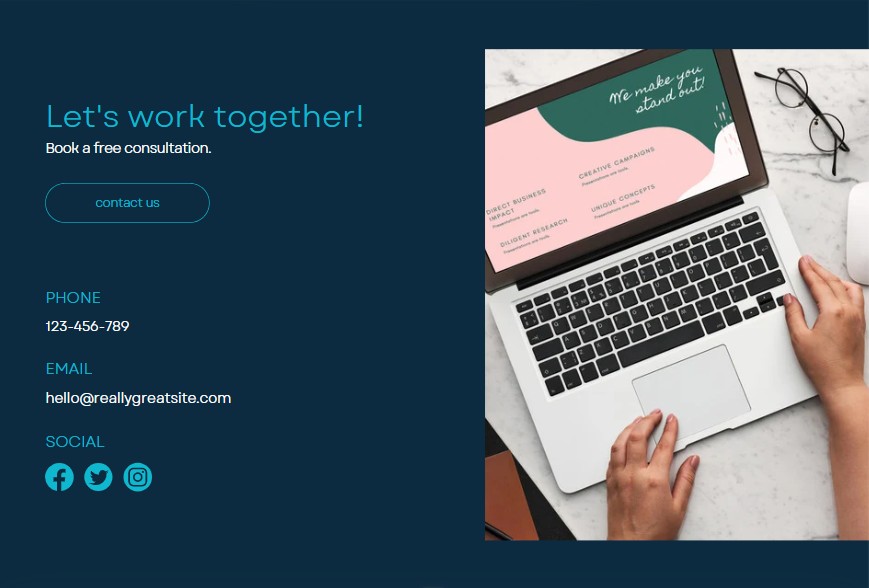 Let's work together!
Book a free consultation.
contact us
PHONE
123-456-789
EMAIL
hello@reallygreatsite.com
SOCIAL
We make you
stand out!
CREATIVE CAMPAIGNS
Presentations are tools.
DIRECT BUSINESS
IMPACT
Presentations are tools.
UNIQUE CONCEPTS
Presentations are tools.
DILIGENT RESEARCH
Presentations are tools.